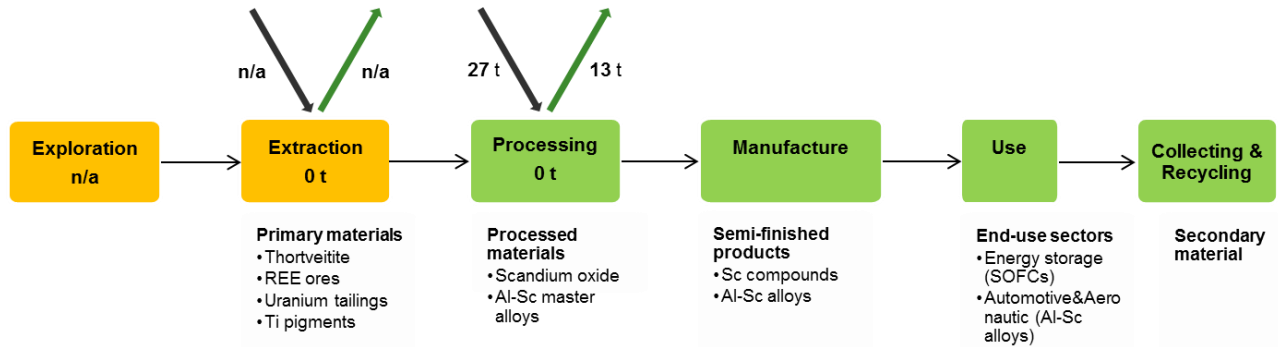 n/a
n/a
27 t
13 t
Exploration
n/a
Extraction
0 t
Processing
0 t
Manufacture
Use
Collecting &
Recycling
Primary materials
•Thortveitite
•REE ores
•Uranium tailings
•Ti pigments
Processed
materials
•Scandium oxide
•Al-Sc master
alloys
Semi-finished
products
•Sc compounds
•Al-Sc alloys
End-use sectors
•Energy storage
(SOFCs)
•Automotive&Aero
nautic (Al-Sc
alloys)
Secondary
material